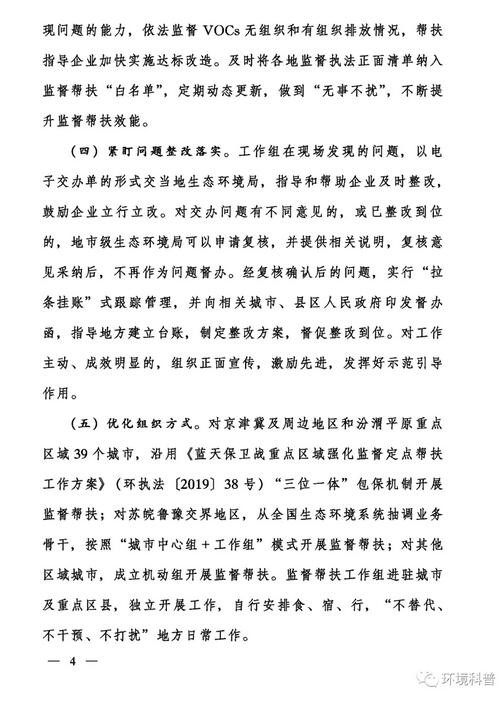 现问题的能力，依法监督 VOCs 无组织和有组织排放情况，帮扶
指导企业加快实施达标改造。及时将各地监督执法正面清单纳入
监督帮扶“白名单”，定期动态更新，做到“无事不扰”，不断提
升监督帮扶效能。
（四）紧盯问题整改落实。工作组在现场发现的问题，以电
子交办单的形式交当地生态环境局，指导和帮助企业及时整改，
鼓励企业立行立改。对交办问题有不同意见的，或已整改到位
的，地市级生态环境局可以申请复核，并提供相关说明，复核意
见采纳后，不再作为问题督办。经复核确认后的问题，实行“拉
条挂账”式跟踪管理，并向相关城市、县区人民政府印发督办
函，指导地方建立台账，制定整改方案，督促整改到位。对工作
主动、成效明显的，组织正面宣传，激励先进，发挥好示范引导
作用。
（五）优化组织方式。对京津冀及周边地区和汾渭平原重点
区域 39 个城市，沿用《蓝天保卫战重点区域强化监督定点帮扶
工作方案》（环执法〔2019〕38 号）“三位一体”包保机制开展
监督帮扶；对苏皖鲁豫交界地区，从全国生态环境系统抽调业务
骨干，按照“城市中心组＋工作组”模式开展监督帮扶；对其他
区域城市，成立机动组开展监督帮扶。监督帮扶工作组进驻城市
及重点区县，独立开展工作，自行安排食、宿、行，“不替代、
不干预、不打扰”地方日常工作。
— 4 —
环境科普